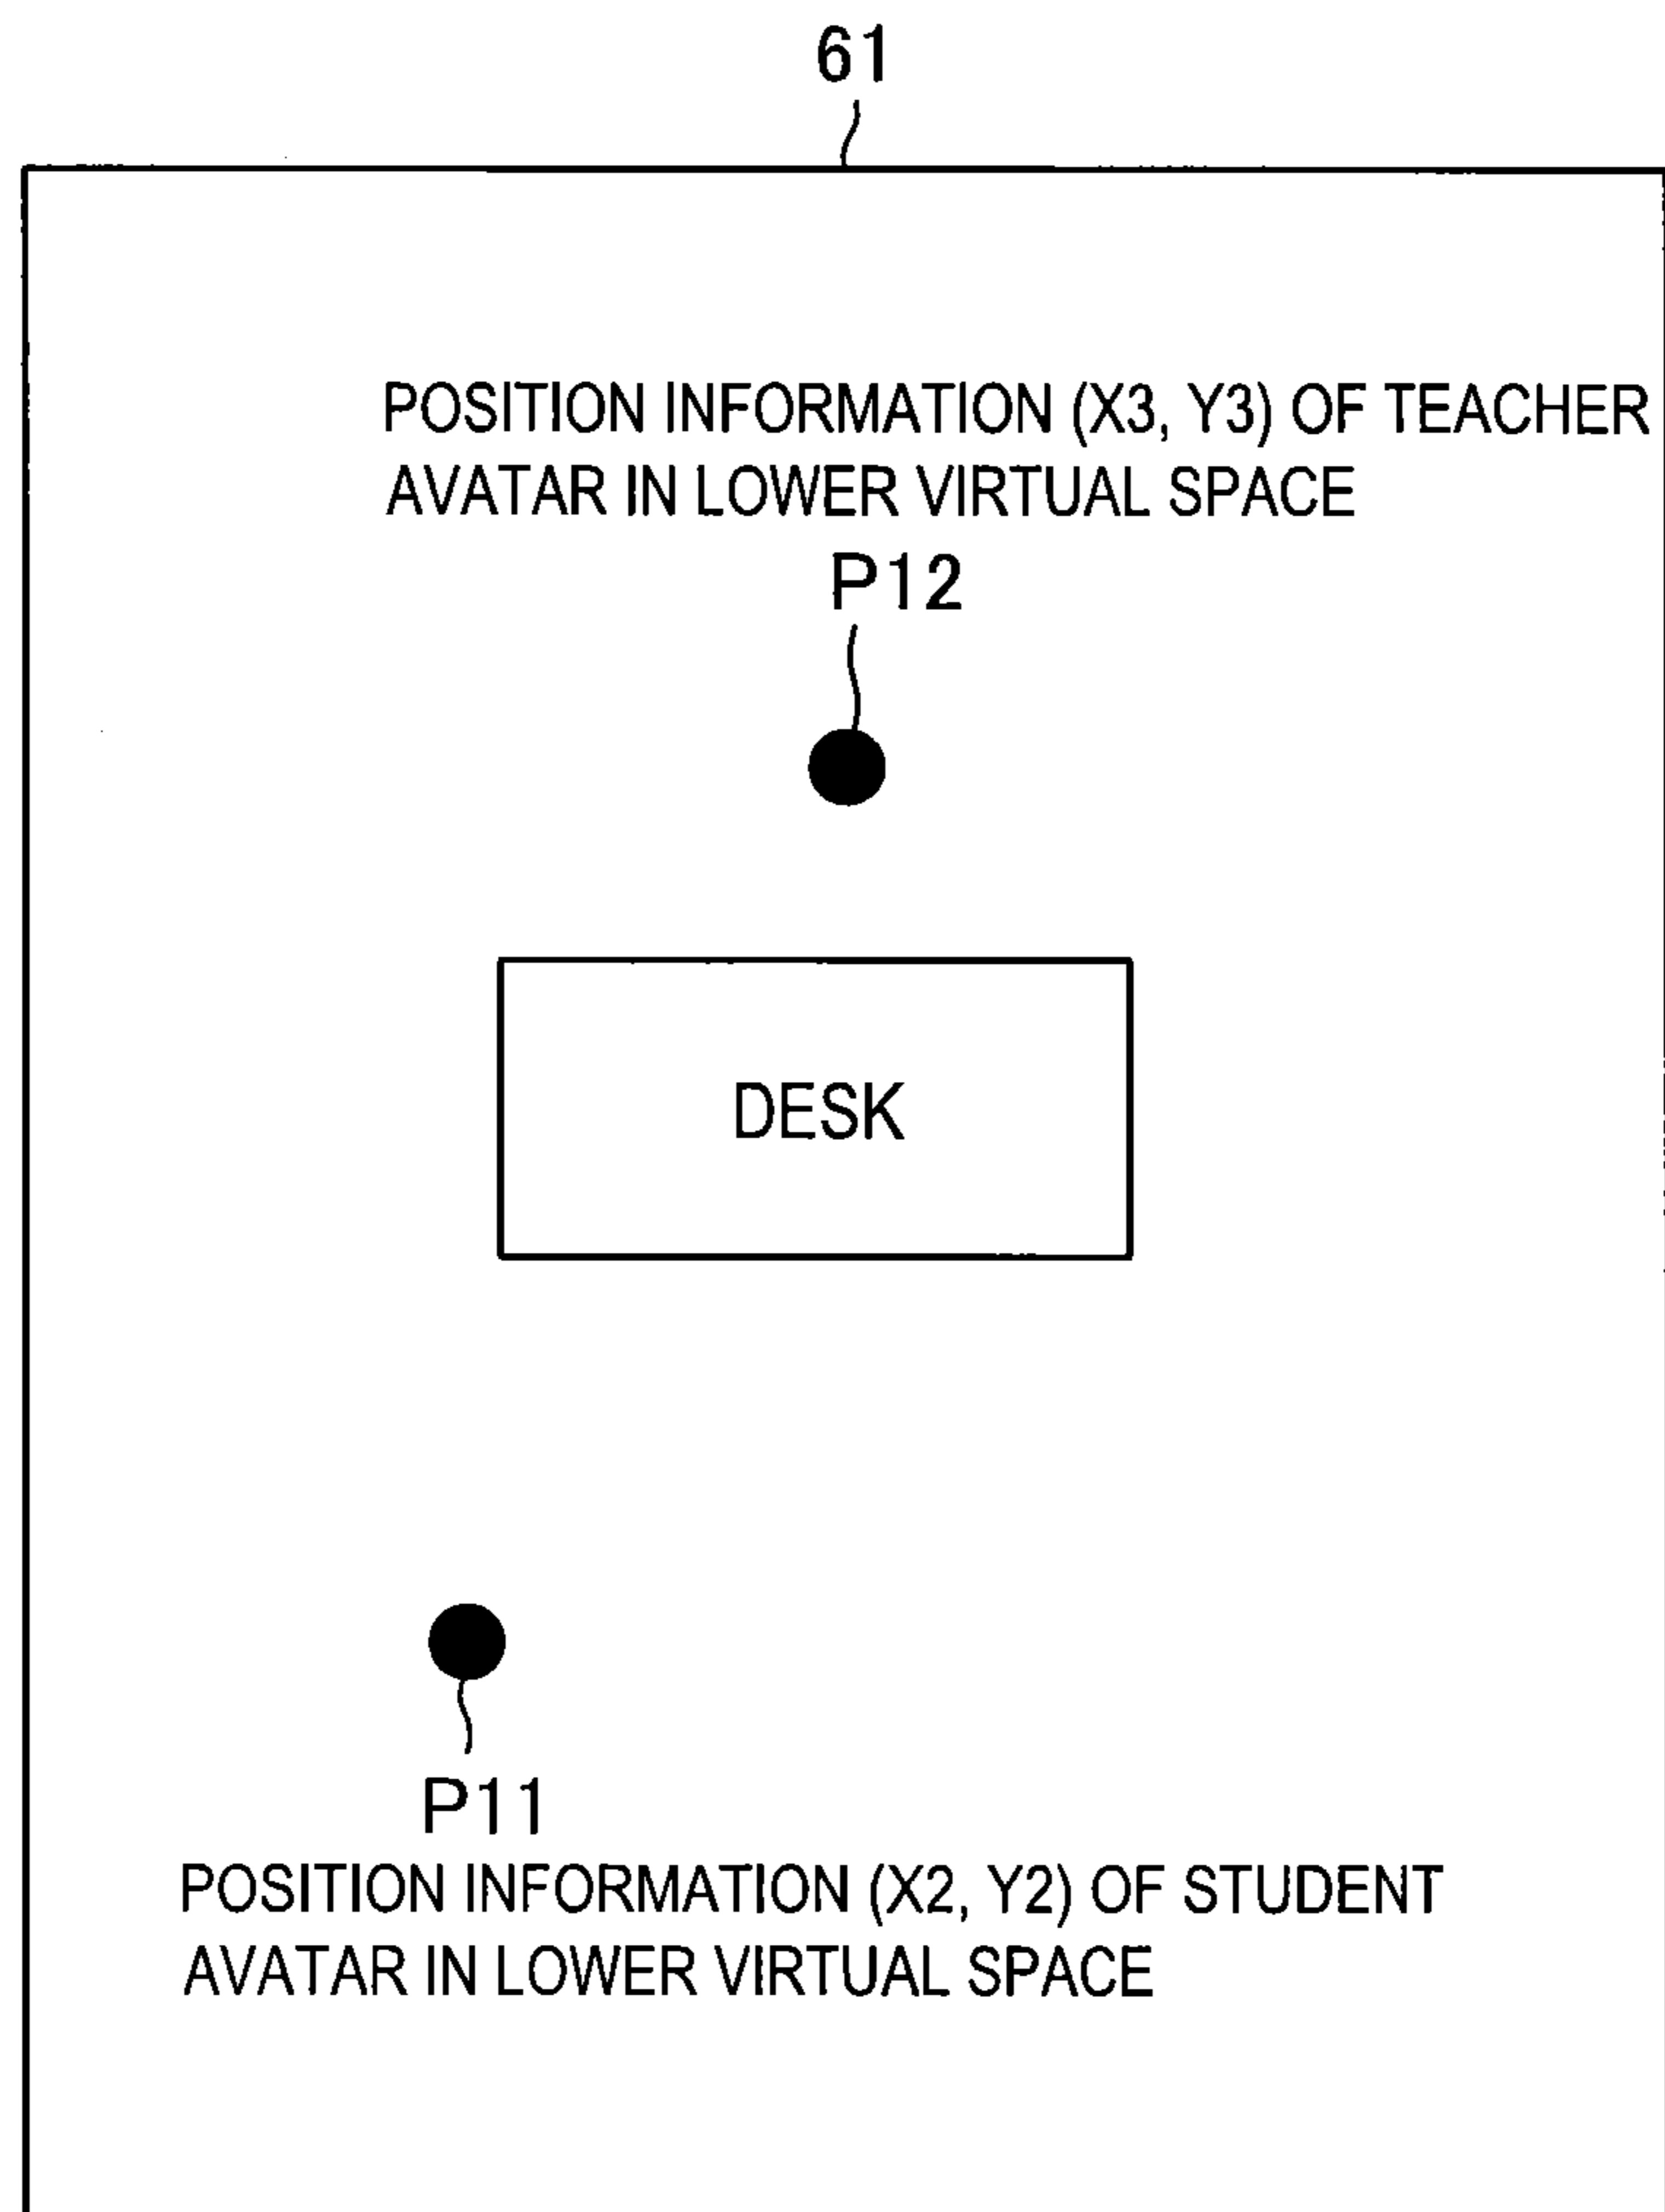 61
POSITION INFORMATION (X3, Y3) OF TEACHER
AVATAR IN LOWER VIRTUAL SPACE
P12
DESK
P11
POSITION INFORMATION (X2, Y2) OF STUDENT
AVATAR IN LOWER VIRTUAL SPACE